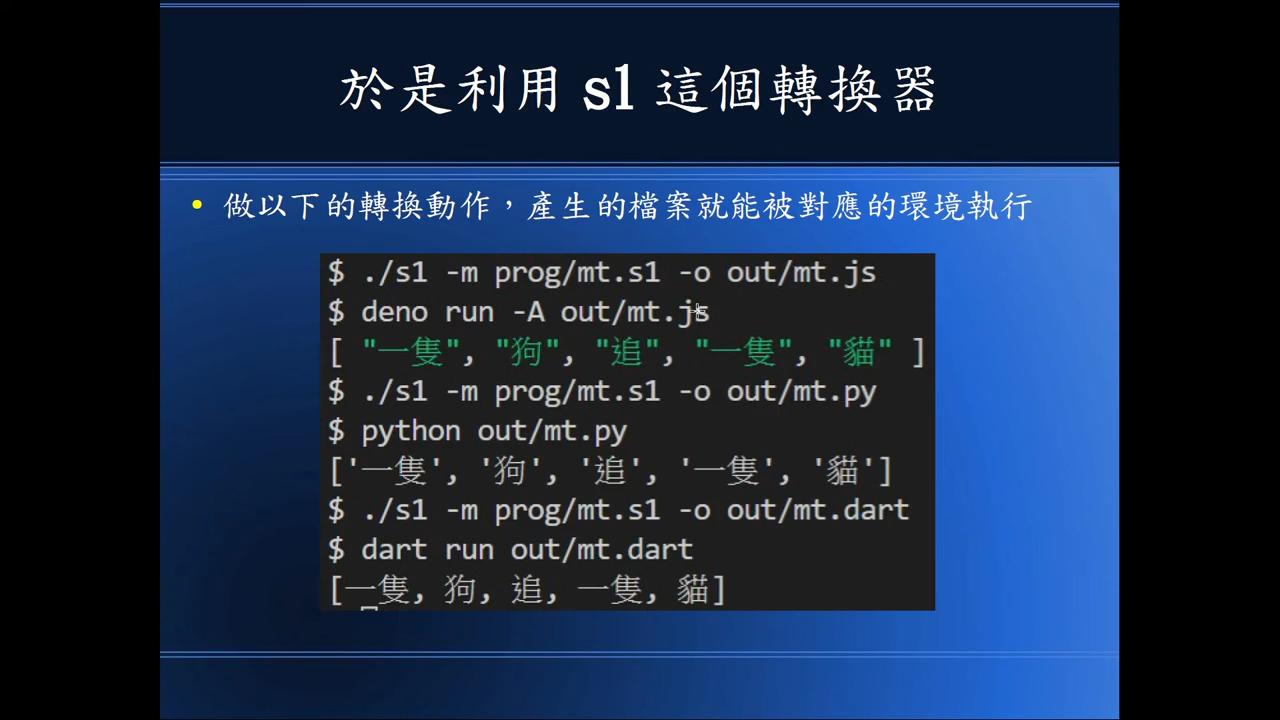 於是利用 s1 這個轉換器
• 做以下的轉換動作，產生的檔案就能被對應的環境執行
$ ./s1 -m prog/mt.s1 -o out/mt.js
$ deno run -A out/mt.js
[ "一隻", "狗", "追", "一隻", "貓" ]
$ ./s1 -m prog/mt.s1 -o out/mt.py
$ python out/mt.py
['一隻', '狗', '追', '一隻', '貓']
$ ./s1 -m prog/mt.s1 -o out/mt.dart
$ dart run out/mt.dart
[一隻, 狗, 追, 一隻, 貓]